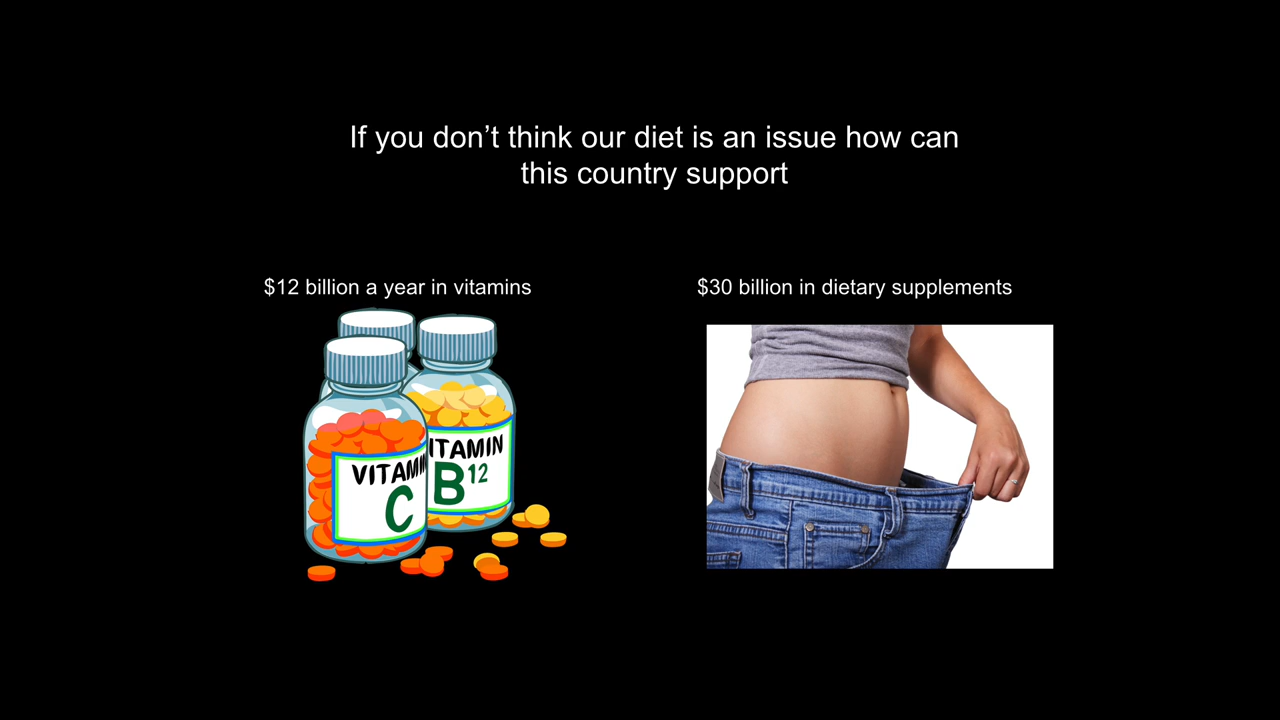 If you don’t think our diet is an issue how can
this country support
$12 billion a year in vitamins
$30 billion in dietary supplements
VITAMIN
C
ITAMIN
B12